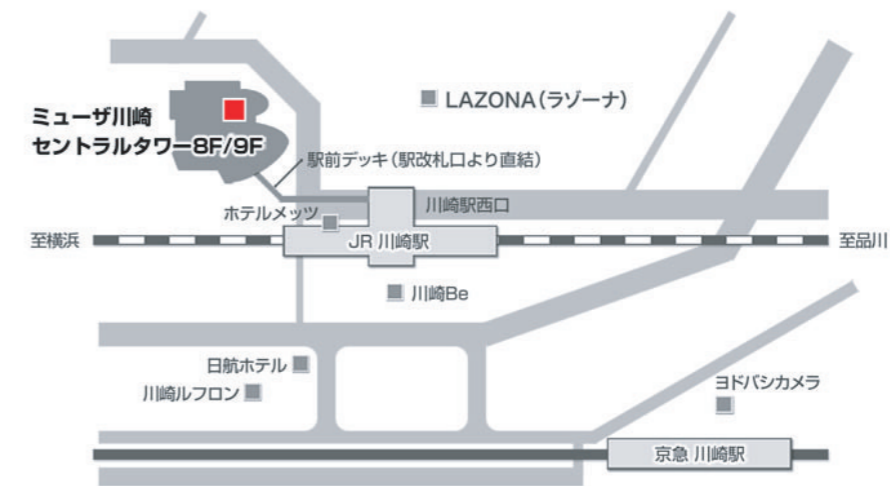 LAZONA(ラゾーナ)
ミューザ川崎
セントラルタワー8F/9F
駅前デッキ(駅改札口より直結)
ホテルメッツ
川崎駅西口
至横浜
JR 川崎駅
至品川
川崎Be
日航ホテル
川崎ルフロン
ヨドバシカメラ
京急 川崎駅